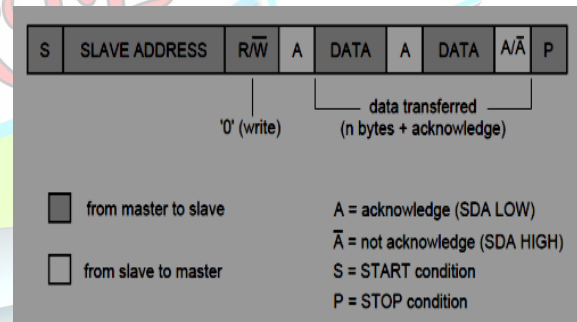 S SLAVE ADDRESS R/W̅ A DATA A DATA A/A̅ P
'0' (write)
data transferred
(n bytes + acknowledge)
from master to slave
from slave to master
A = acknowledge (SDA LOW)
A̅ = not acknowledge (SDA HIGH)
S = START condition
P = STOP condition